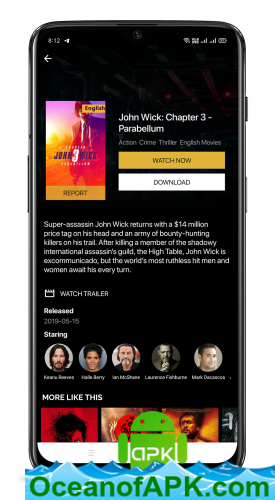 8:12
English
JOHN WICK
3
PARABELLUM
REPORT
John Wick: Chapter 3 -
Parabellum
Action Crime Thriller English Movies
WATCH NOW
DOWNLOAD
Super-assassin John Wick returns with a $14 million
price tag on his head and an army of bounty-hunting
killers on his trail. After killing a member of the shadowy
international assassin's guild, the High Table, John Wick is
excommunicado, but the world's most ruthless hit men and
women await his every turn.
WATCH TRAILER
Released
2019-05-15
Staring
Keanu Reeves Halle Berry Ian McShane Laurence Fishburne Mark Dacascos
MORE LIKE THIS
[apk]
OceanofAPK.com